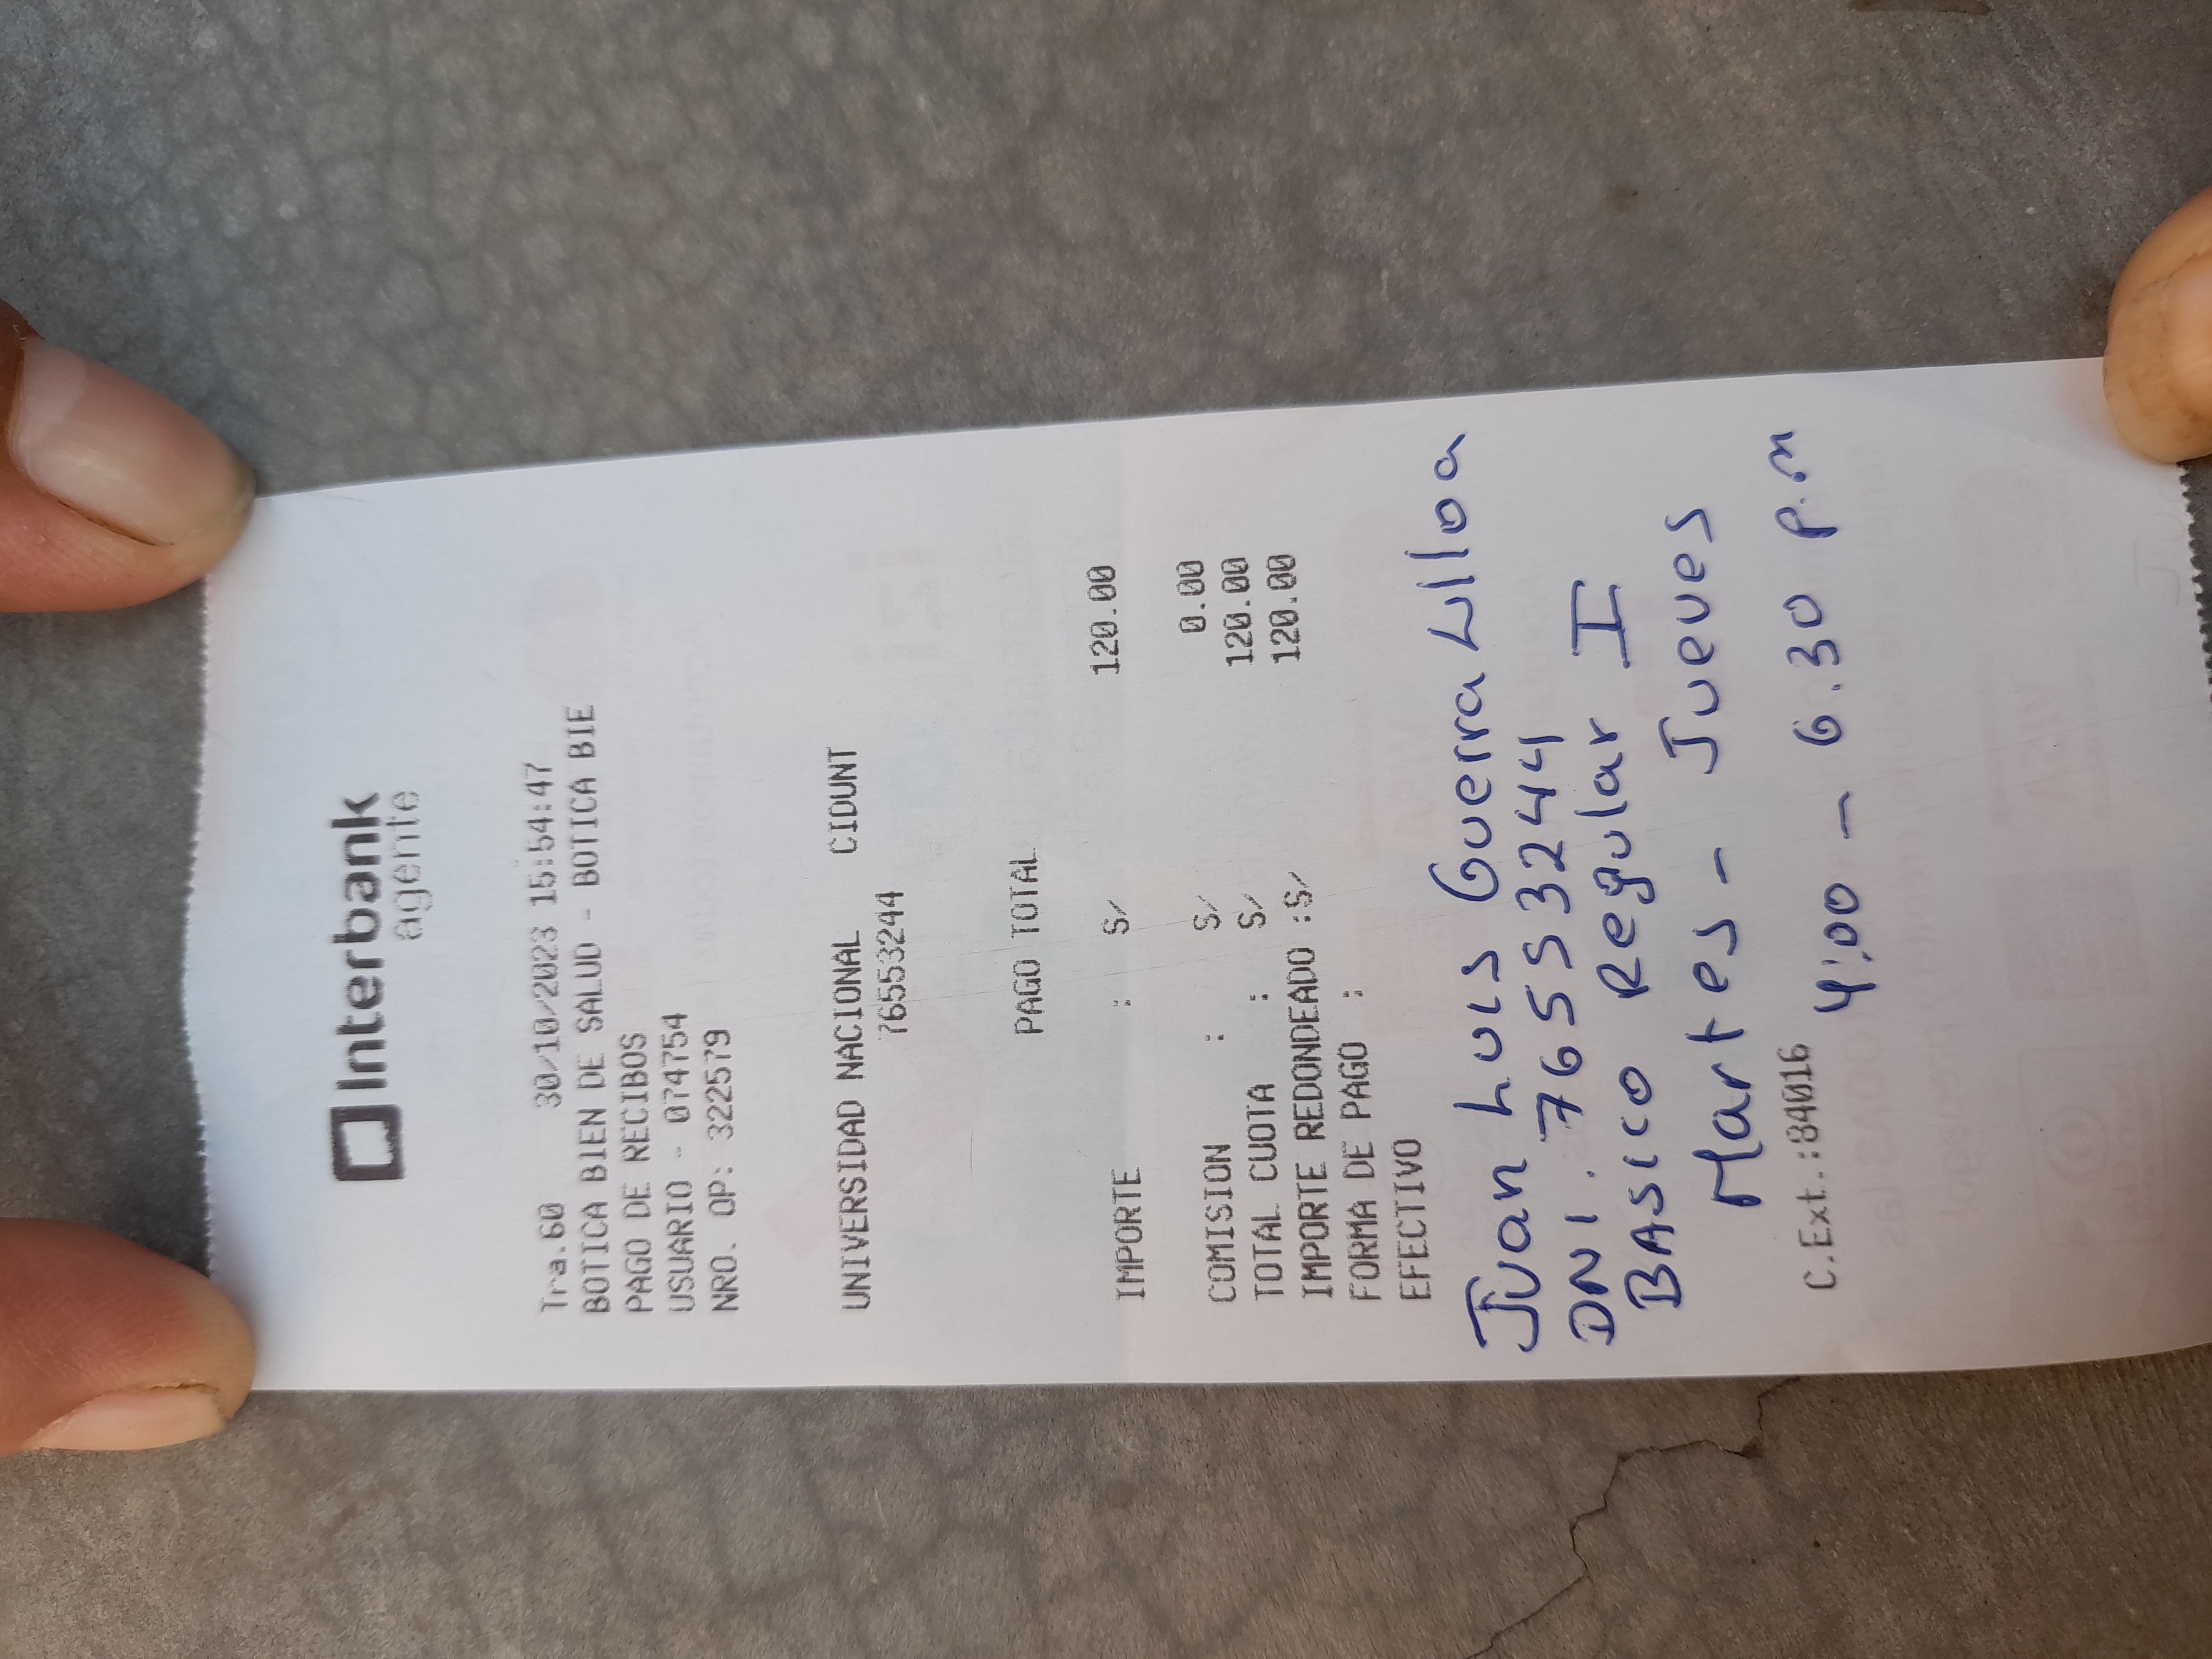 Interbank
agente
Tra.60 30/10/2023 15:54:47
BOTICA BIEN DE SALUD - BOTICA BIE
PAGO DE RECIBOS
USUARIO - 074754
NRO. OP: 322579
UNIVERSIDAD NACIONAL CIDUNT
76553244
PAGO TOTAL
IMPORTE : S/ 120.00
COMISION : S/ 0.00
TOTAL CUOTA : S/ 120.00
IMPORTE REDONDEADO :S/ 120.00
FORMA DE PAGO :
EFECTIVO
Juan Luis Guerra Lilloa
DNI. 76553244
BASICO Regular I
Martes - Jueves
C.Ext.:84016
4:00 - 6.30 p.m